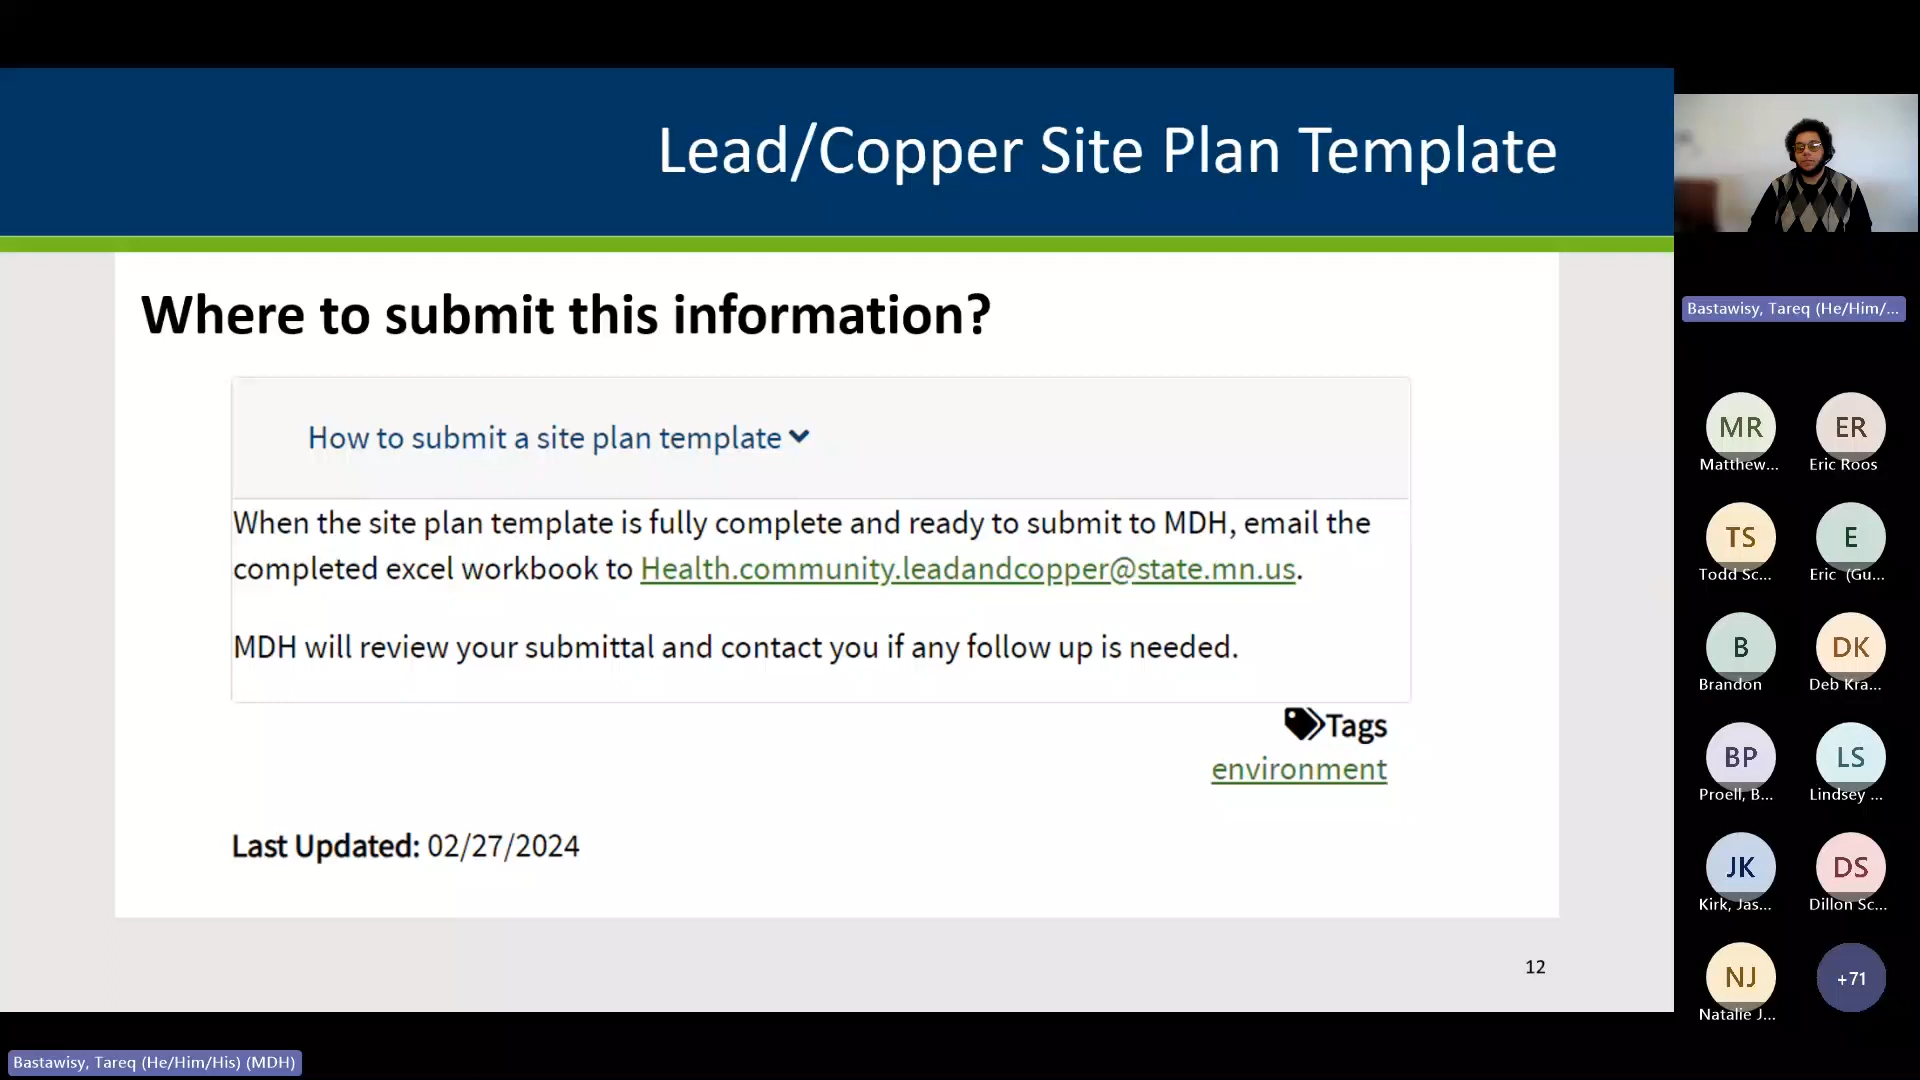 Lead/Copper Site Plan Template
Where to submit this information?
How to submit a site plan template
When the site plan template is fully complete and ready to submit to MDH, email the
completed excel workbook to Health.community.leadandcopper@state.mn.us.
MDH will review your submittal and contact you if any follow up is needed.
Tags
environment
Last Updated: 02/27/2024
12
Bastawisy, Tareq (He/Him/His) (MDH)
Bastawisy, Tareq (He/Him/...
MR
Matthew...
ER
Eric Roos
TS
Todd Sc...
E
Eric (Gu...
B
Brandon
DK
Deb Kra...
BP
Proell, B...
LS
Lindsey ...
JK
Kirk, Jas...
DS
Dillon Sc...
NJ
Natalie J...
+71